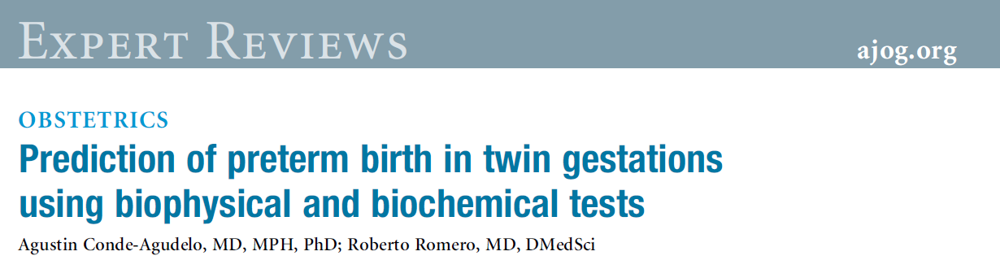 EXPERT REVIEWS
ajog.org
OBSTETRICS
Prediction of preterm birth in twin gestations
using biophysical and biochemical tests
Agustin Conde-Agudelo, MD, MPH, PhD; Roberto Romero, MD, DMedSci